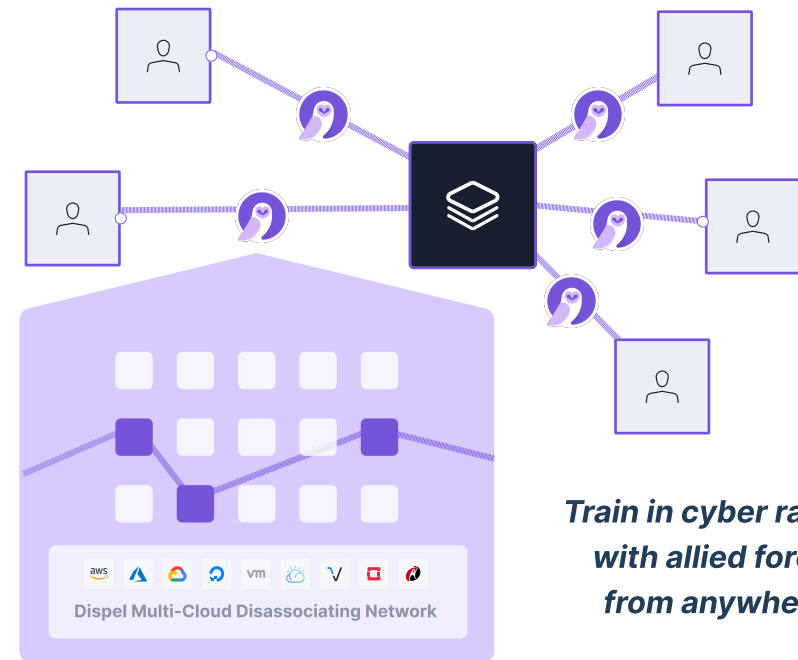 aws
vm
Dispel Multi-Cloud Disassociating Network
Train in cyber ra
with allied for
from anywhe